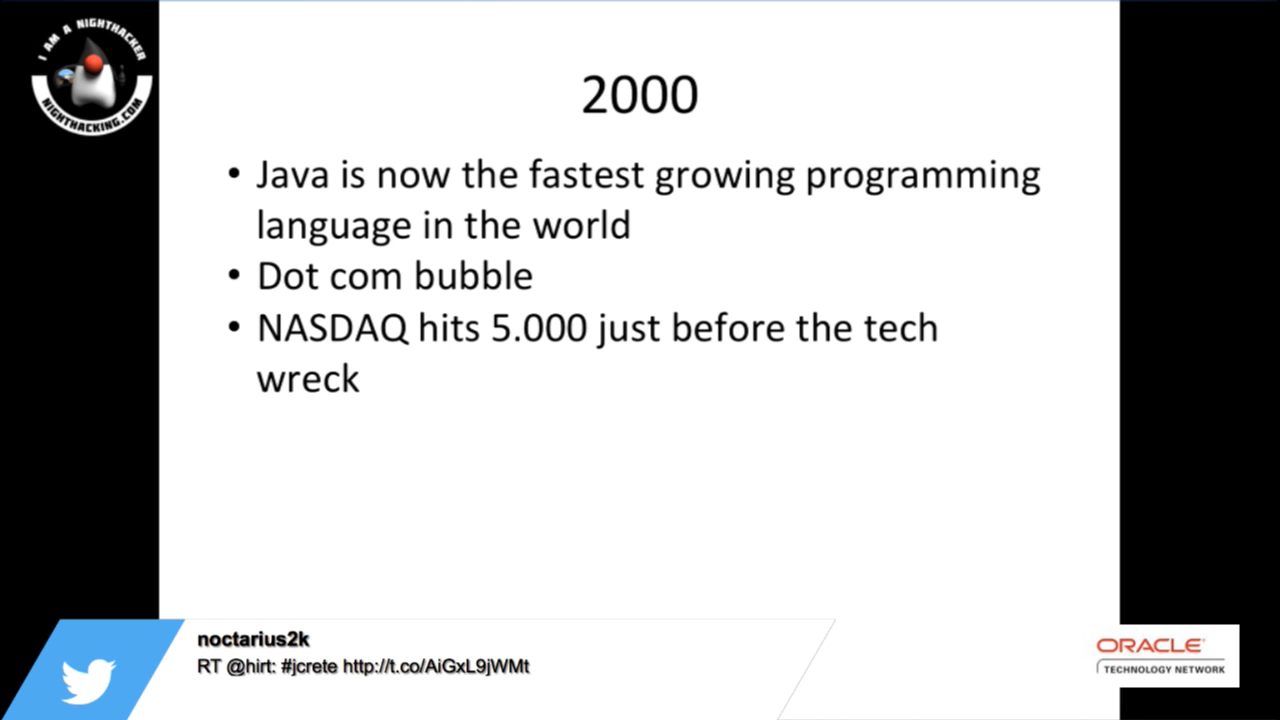 I AM A NIGHTHACKER
NIGHTHACKING.COM
2000
• Java is now the fastest growing programming
language in the world
• Dot com bubble
• NASDAQ hits 5.000 just before the tech
wreck
noctarius2k
RT @hirt: #jcrete http://t.co/AiGxL9jWMt
ORACLE
TECHNOLOGY NETWORK